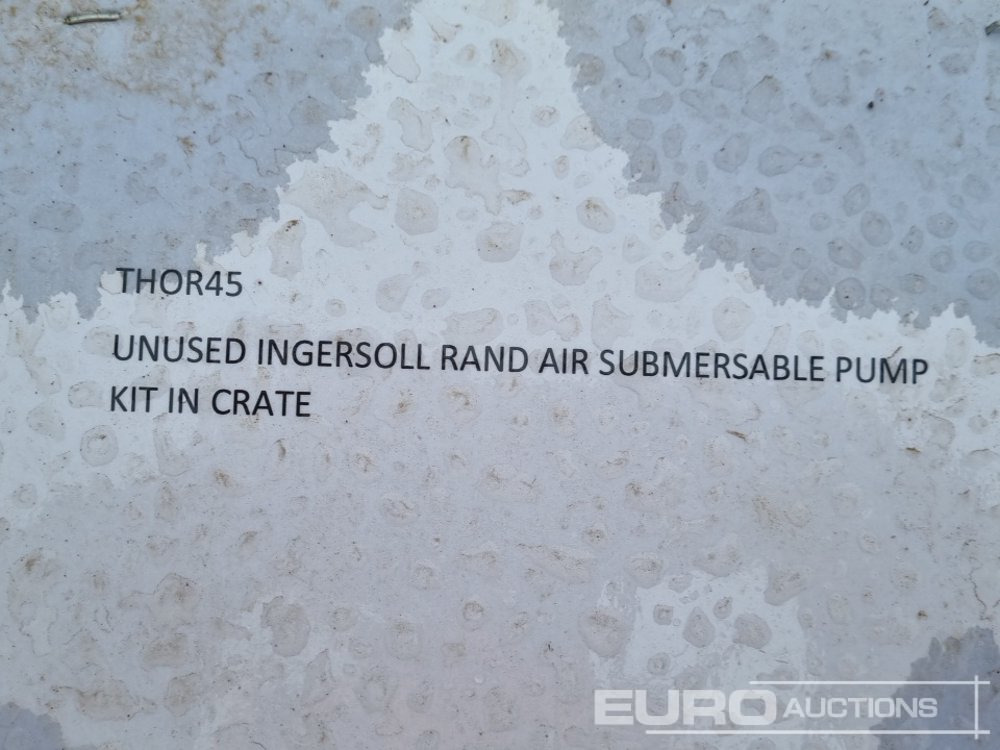 THOR45
UNUSED INGERSOLL RAND AIR SUBMERSABLE PUMP
KIT IN CRATE
EURO AUCTIONS